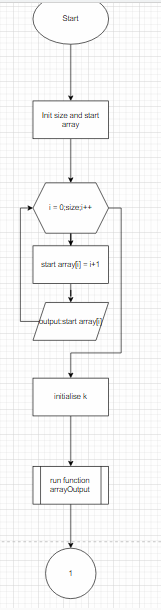 Start
Init size and start
array
i = 0;size;i++
start array[i] = i+1
output:start array[i]
initialise k
run function
arrayOutput
1